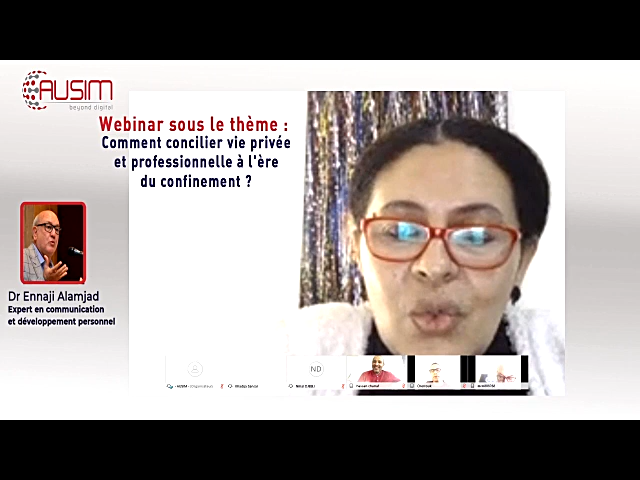 AUSIM
beyond digital
Webinar sous le thème :
Comment concilier vie privée
et professionnelle à l'ère
du confinement ?
Dr Ennaji Alamjad
Expert en communication
et développement personnel
ND